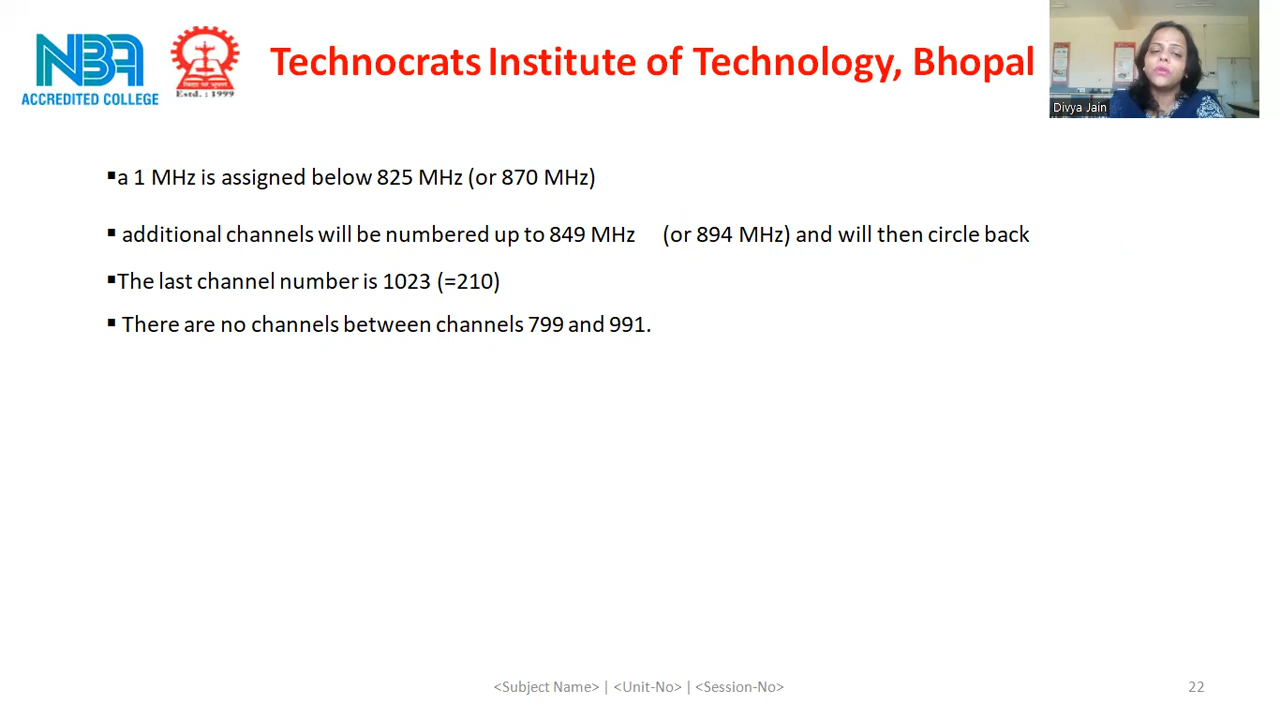 NBA
ACCREDITED COLLEGE
Estd. : 1999
Technocrats Institute of Technology, Bhopal
Divya Jain
▪a 1 MHz is assigned below 825 MHz (or 870 MHz)
▪ additional channels will be numbered up to 849 MHz (or 894 MHz) and will then circle back
▪The last channel number is 1023 (=210)
▪ There are no channels between channels 799 and 991.
<Subject Name> | <Unit-No> | <Session-No>
22